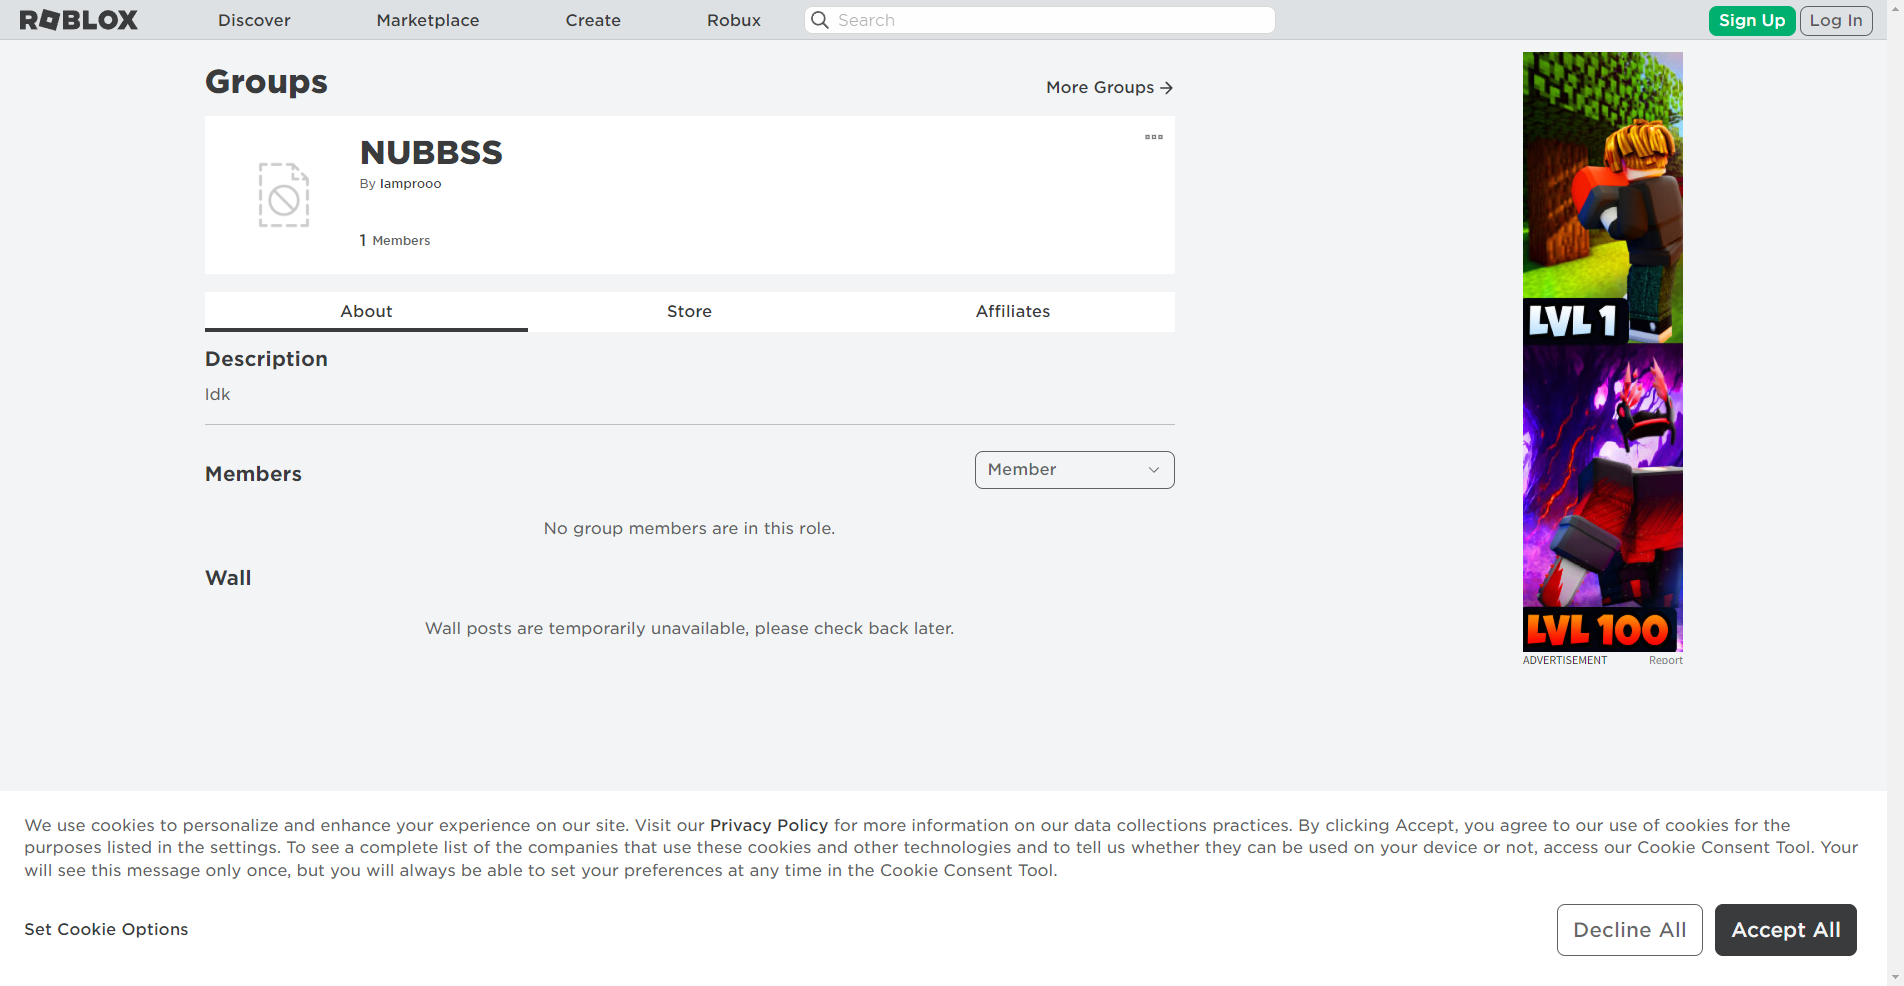 ROBLOX
Discover
Marketplace
Create
Robux
Search
Sign Up
Log In
Groups
More Groups
NUBBSS
By Iamprooo
1 Members
About
Store
Affiliates
Description
Idk
Members
Member
No group members are in this role.
Wall
Wall posts are temporarily unavailable, please check back later.
LVL 1
LVL 100
ADVERTISEMENT
Report
We use cookies to personalize and enhance your experience on our site. Visit our Privacy Policy for more information on our data collections practices. By clicking Accept, you agree to our use of cookies for the
purposes listed in the settings. To see a complete list of the companies that use these cookies and other technologies and to tell us whether they can be used on your device or not, access our Cookie Consent Tool. Your
will see this message only once, but you will always be able to set your preferences at any time in the Cookie Consent Tool.
Set Cookie Options
Decline All
Accept All